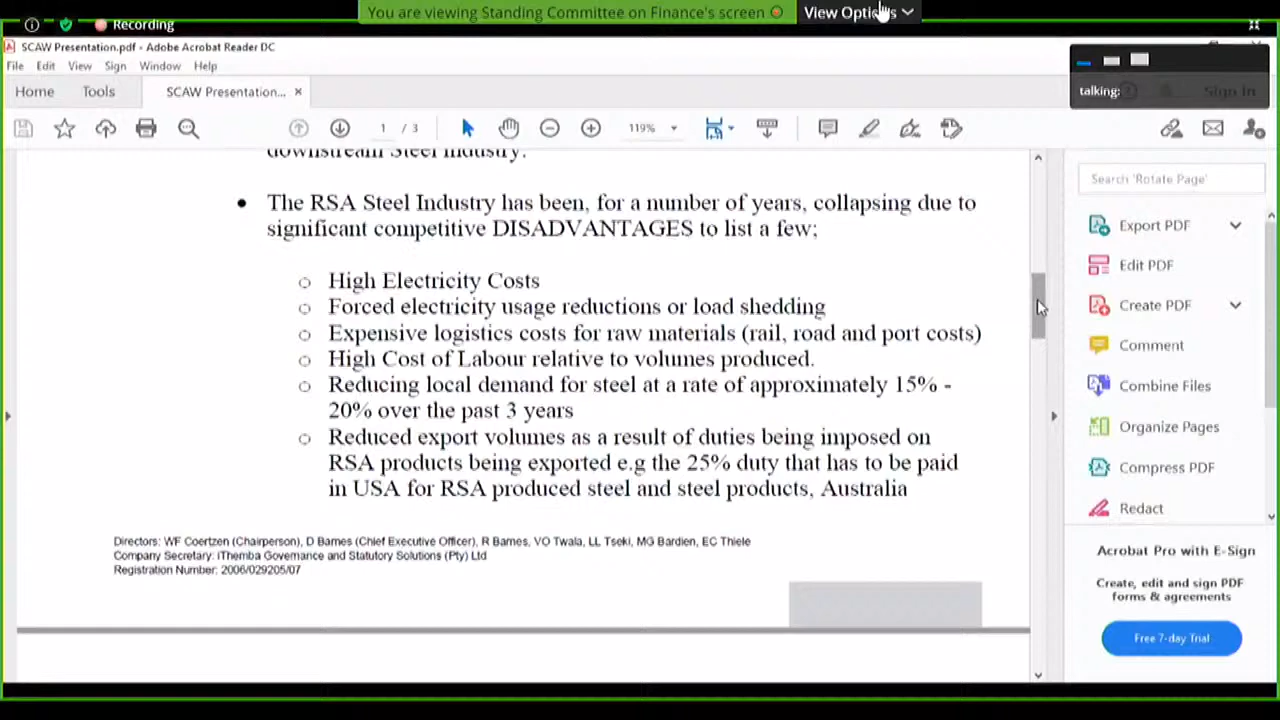 You are viewing Standing Committee on Finance's screen
View Options
Recording
SCAW Presentation.pdf - Adobe Acrobat Reader DC
File Edit View Sign Window Help
talking:
Home Tools SCAW Presentation... × Sign In
1 / 3 119%
downstream Steel industry.
Search 'Rotate Page'
• The RSA Steel Industry has been, for a number of years, collapsing due to
significant competitive DISADVANTAGES to list a few;
○ High Electricity Costs
○ Forced electricity usage reductions or load shedding
○ Expensive logistics costs for raw materials (rail, road and port costs)
○ High Cost of Labour relative to volumes produced.
○ Reducing local demand for steel at a rate of approximately 15% -
20% over the past 3 years
○ Reduced export volumes as a result of duties being imposed on
RSA products being exported e.g the 25% duty that has to be paid
in USA for RSA produced steel and steel products, Australia
Directors: WF Coertzen (Chairperson), D Barnes (Chief Executive Officer), R Barnes, VO Twala, LL Tseki, MG Bardien, EC Thiele
Company Secretary: iThemba Governance and Statutory Solutions (Pty) Ltd
Registration Number: 2006/029205/07
Export PDF
Edit PDF
Create PDF
Comment
Combine Files
Organize Pages
Compress PDF
Redact
Acrobat Pro with E-Sign
Create, edit and sign PDF
forms & agreements
Free 7-day Trial